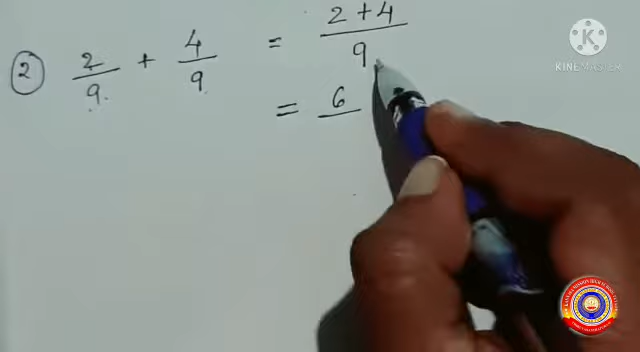 ② 2/9 + 4/9 = 2+4/9
= 6/
KINEMASTER